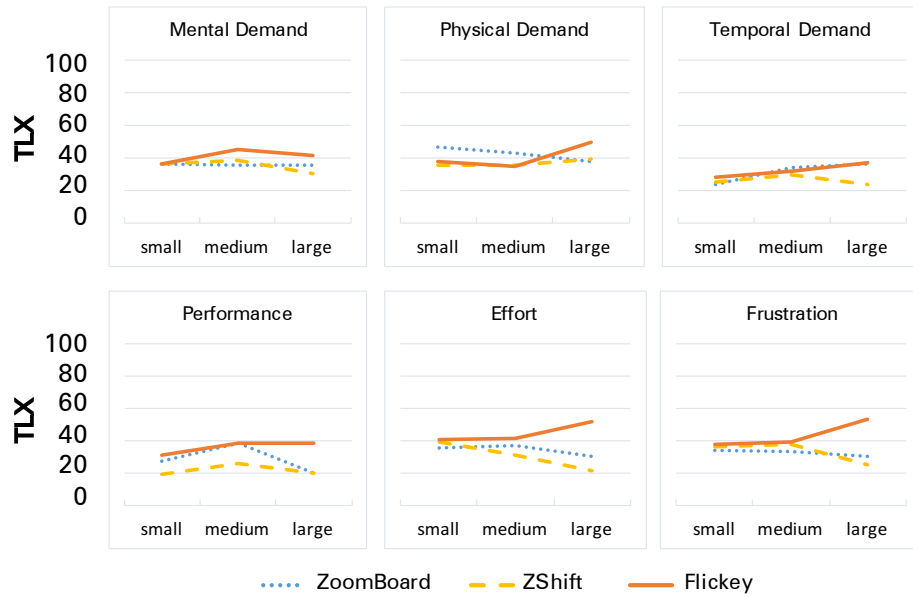 Mental Demand
Physical Demand
Temporal Demand
TLX
100
80
60
40
20
0
small medium large
small medium large
small medium large
Performance
Effort
Frustration
TLX
100
80
60
40
20
0
small medium large
small medium large
small medium large
ZoomBoard ZShift Flickey